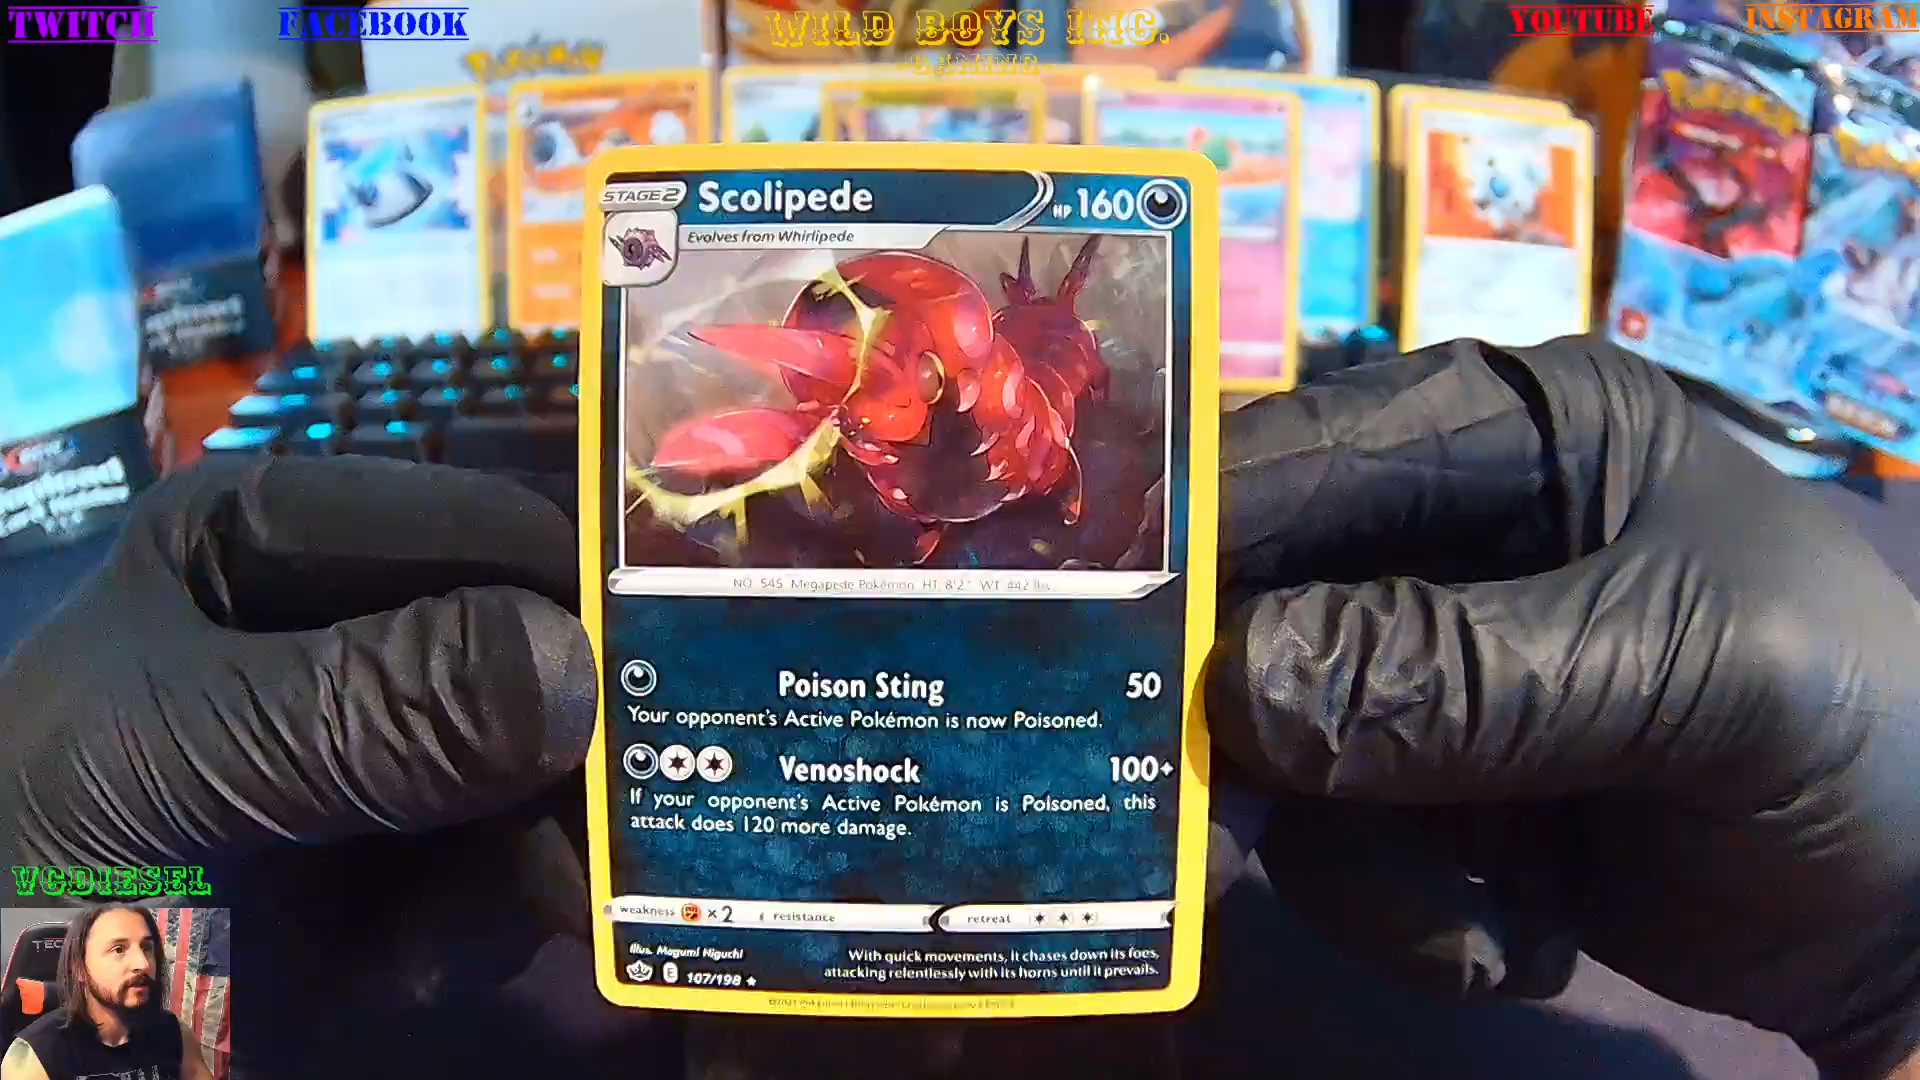 TWITCH
FACEBOOK
WILD BOYS INC.
-GAMING-
YOUTUBE
INSTAGRAM
POKÉMON
STAGE 2
Scolipede
HP 160
Evolves from Whirlipede
NO. 545 Megapede Pokémon HT: 8'2" WT: 442 lbs.
Poison Sting 50
Your opponent's Active Pokémon is now Poisoned.
Venoshock 100+
If your opponent's Active Pokémon is Poisoned, this
attack does 120 more damage.
weakness ×2 resistance retreat
Illus. Megumi Higuchi
E 107/198 ★
With quick movements, it chases down its foes,
attacking relentlessly with its horns until it prevails.
VGDIESEL